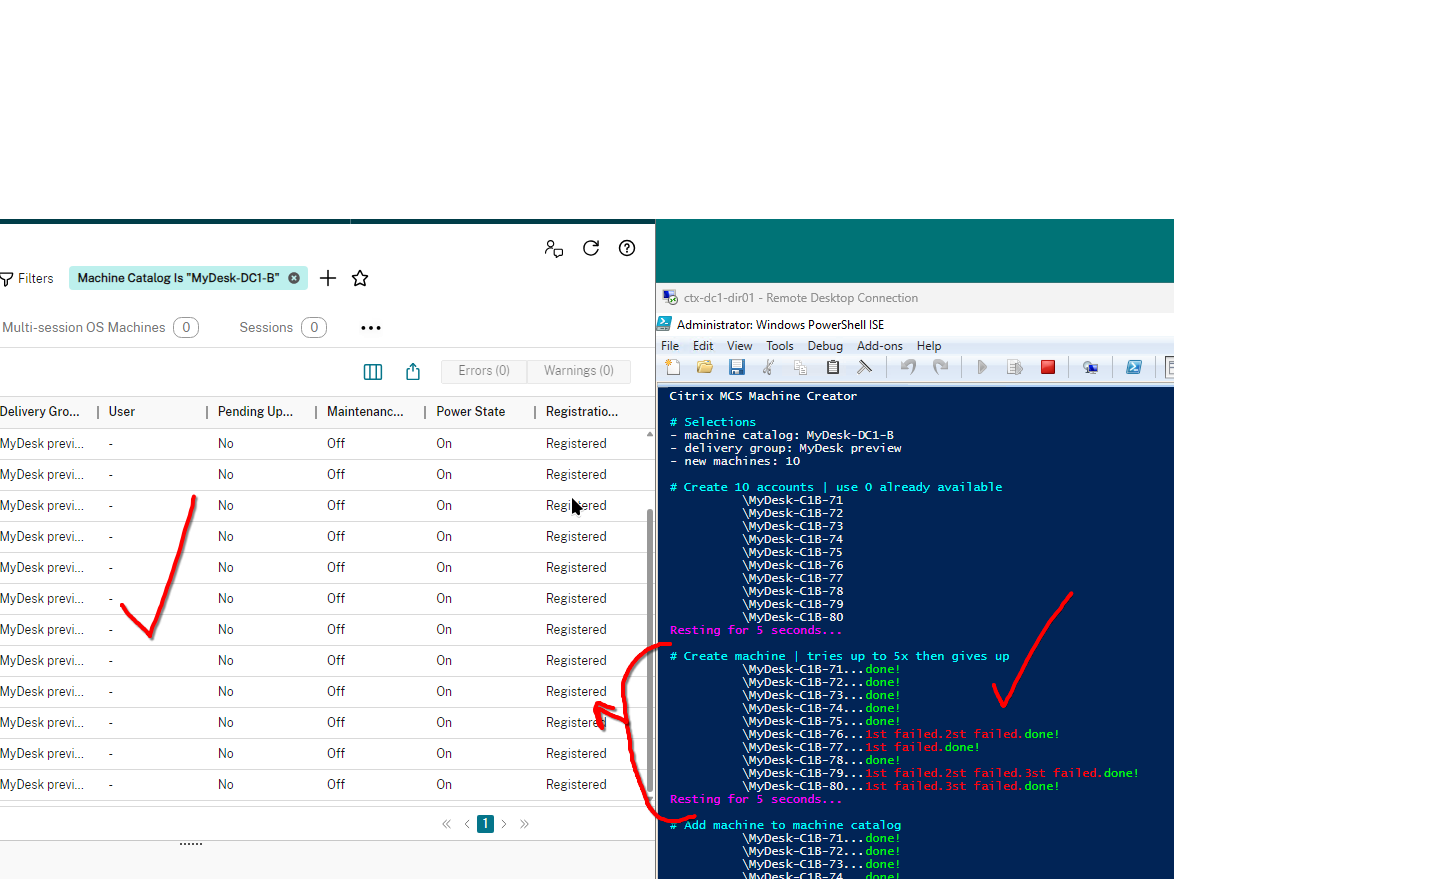 Filters
Machine Catalog Is "MyDesk-DC1-B"
Multi-session OS Machines 0 Sessions 0
Errors (0) Warnings (0)
Delivery Gro... User Pending Up... Maintenanc... Power State Registratio...
MyDesk previ... - No Off On Registered
MyDesk previ... - No Off On Registered
MyDesk previ... - No Off On Registered
MyDesk previ... - No Off On Registered
MyDesk previ... - No Off On Registered
MyDesk previ... - No Off On Registered
MyDesk previ... - No Off On Registered
MyDesk previ... - No Off On Registered
MyDesk previ... - No Off On Registered
MyDesk previ... - No Off On Registered
MyDesk previ... - No Off On Registered
MyDesk previ... - No Off On Registered
1
ctx-dc1-dir01 - Remote Desktop Connection
Administrator: Windows PowerShell ISE
File Edit View Tools Debug Add-ons Help
Citrix MCS Machine Creator
# Selections
- machine catalog: MyDesk-DC1-B
- delivery group: MyDesk preview
- new machines: 10
# Create 10 accounts | use 0 already available
\MyDesk-C1B-71
\MyDesk-C1B-72
\MyDesk-C1B-73
\MyDesk-C1B-74
\MyDesk-C1B-75
\MyDesk-C1B-76
\MyDesk-C1B-77
\MyDesk-C1B-78
\MyDesk-C1B-79
\MyDesk-C1B-80
Resting for 5 seconds...
# Create machine | tries up to 5x then gives up
\MyDesk-C1B-71...done!
\MyDesk-C1B-72...done!
\MyDesk-C1B-73...done!
\MyDesk-C1B-74...done!
\MyDesk-C1B-75...done!
\MyDesk-C1B-76...1st failed.2st failed.done!
\MyDesk-C1B-77...1st failed.done!
\MyDesk-C1B-78...done!
\MyDesk-C1B-79...1st failed.2st failed.3st failed.done!
\MyDesk-C1B-80...1st failed.3st failed.done!
Resting for 5 seconds...
# Add machine to machine catalog
\MyDesk-C1B-71...done!
\MyDesk-C1B-72...done!
\MyDesk-C1B-73...done!
\MyDesk-C1B-74...done!